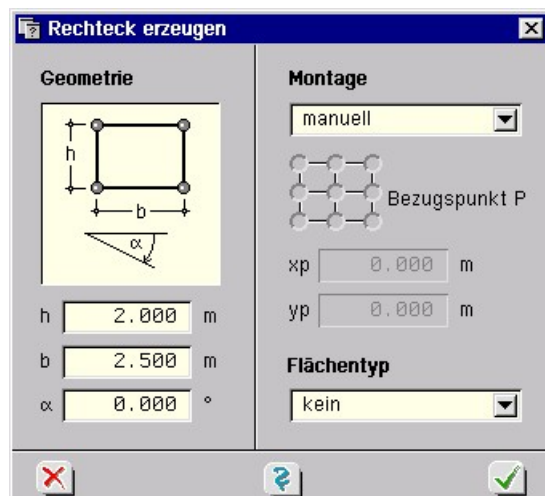 Rechteck erzeugen
Geometrie
h
b
α
h 2.000 m
b 2.500 m
α 0.000 °
Montage
manuell
Bezugspunkt P
xp 0.000 m
yp 0.000 m
Flächentyp
kein